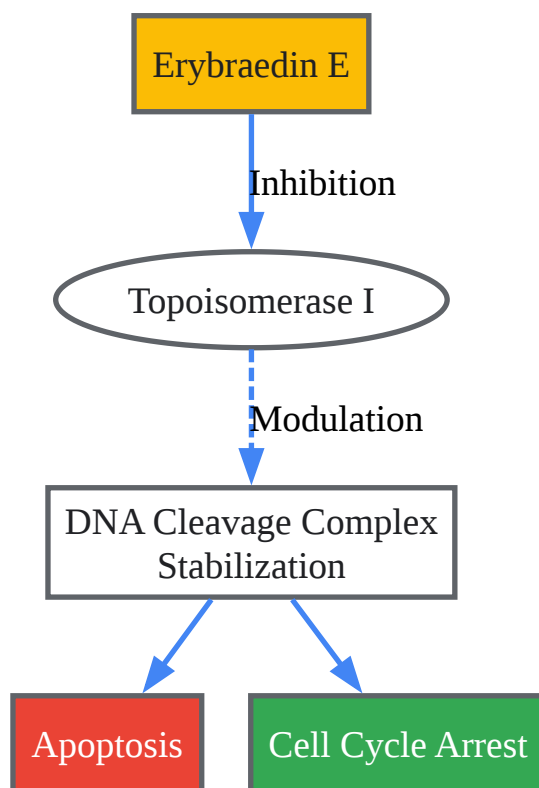 Erybraedin E
Inhibition
Topoisomerase I
Modulation
DNA Cleavage Complex
Stabilization
Apoptosis
Cell Cycle Arrest